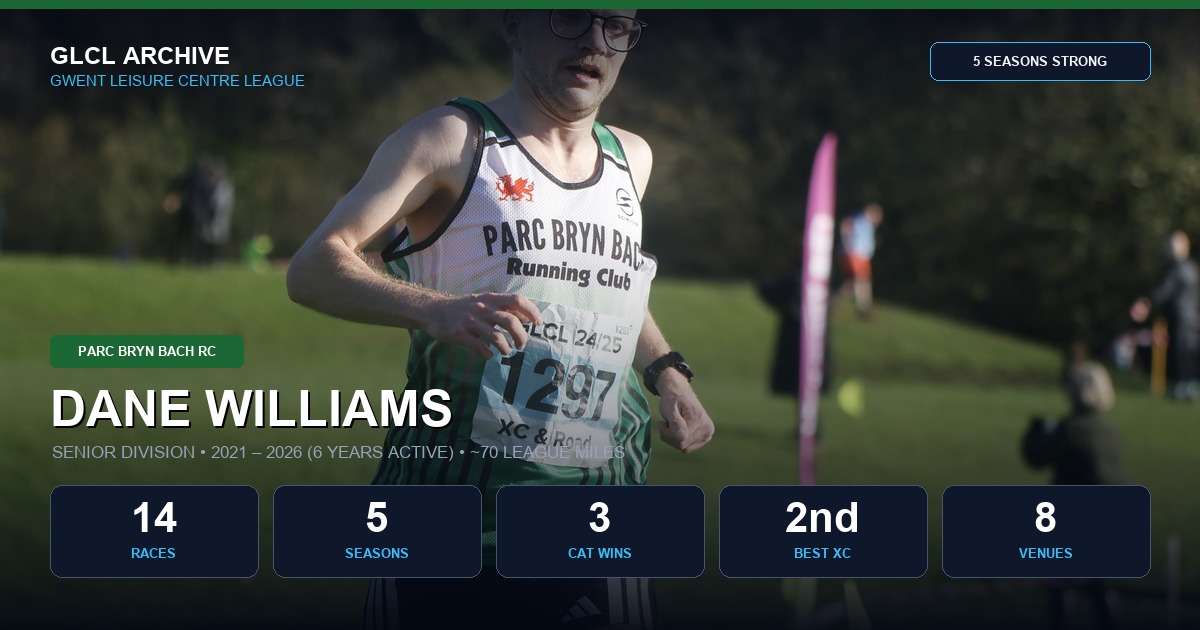 GLCL ARCHIVE
GWENT LEISURE CENTRE LEAGUE
5 SEASONS STRONG
PARC BRYN BAC
Running Club
GLCL 24/25
1297
1297
XC & Road
PARC BRYN BACH RC
DANE WILLIAMS
SENIOR DIVISION • 2021 – 2026 (6 YEARS ACTIVE) • ~70 LEAGUE MILES
14
RACES
5
SEASONS
3
CAT WINS
2nd
BEST XC
8
VENUES